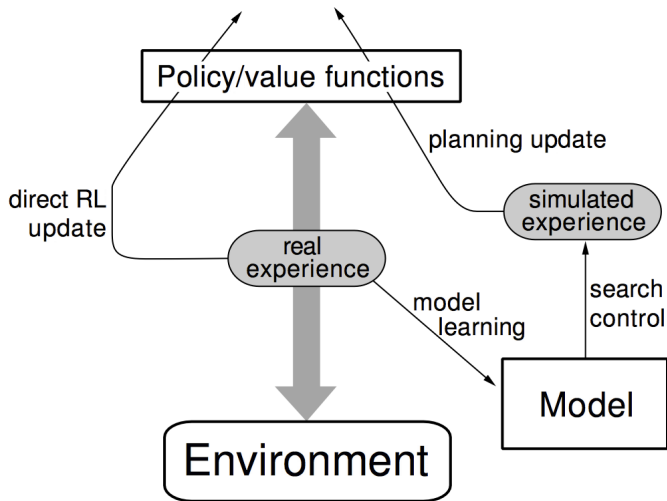 Policy/value functions
planning update
direct RL
update
simulated
experience
real
experience
model
learning
search
control
Model
Environment